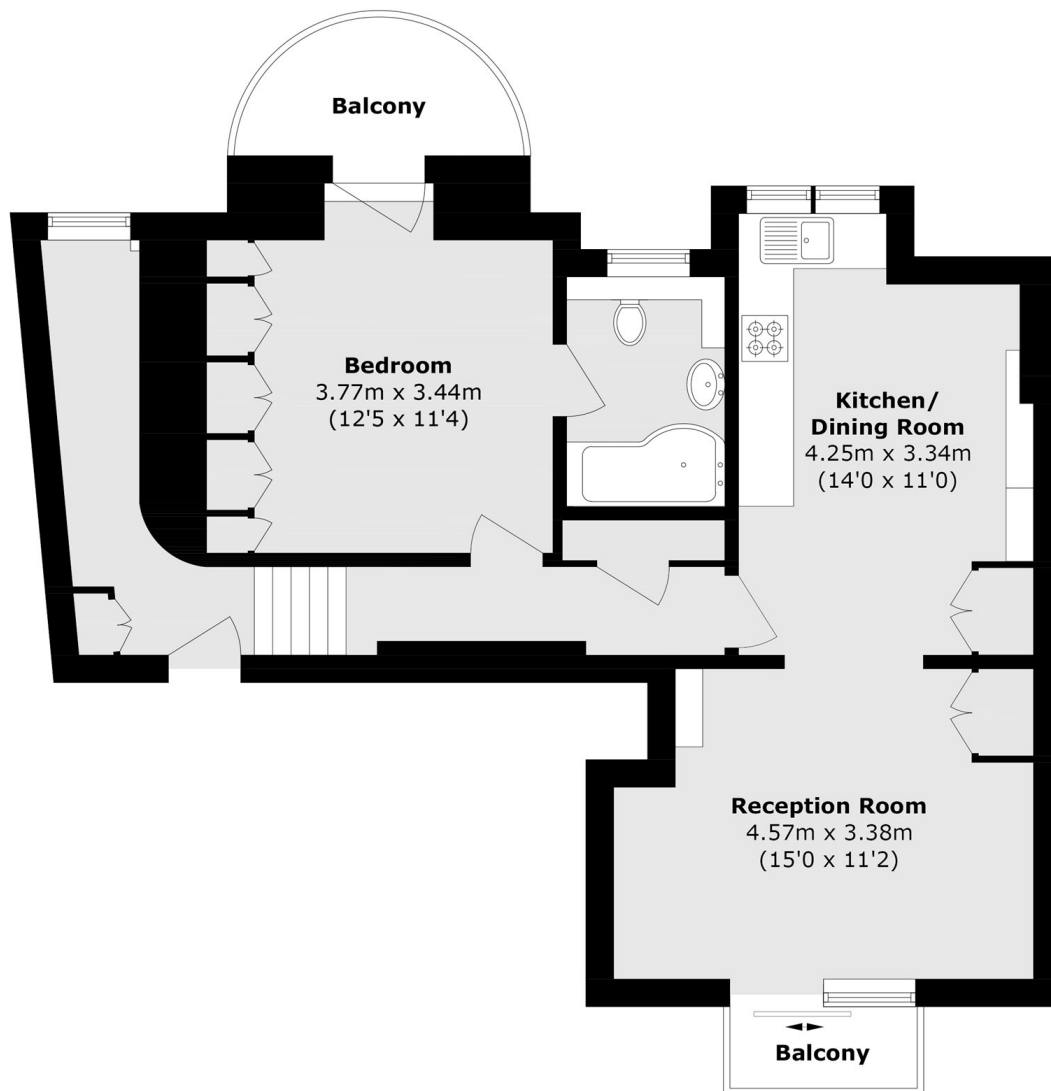 Balcony
Bedroom
3.77m x 3.44m
(12'5 x 11'4)
Kitchen/
Dining Room
4.25m x 3.34m
(14'0 x 11'0)
Reception Room
4.57m x 3.38m
(15'0 x 11'2)
Balcony